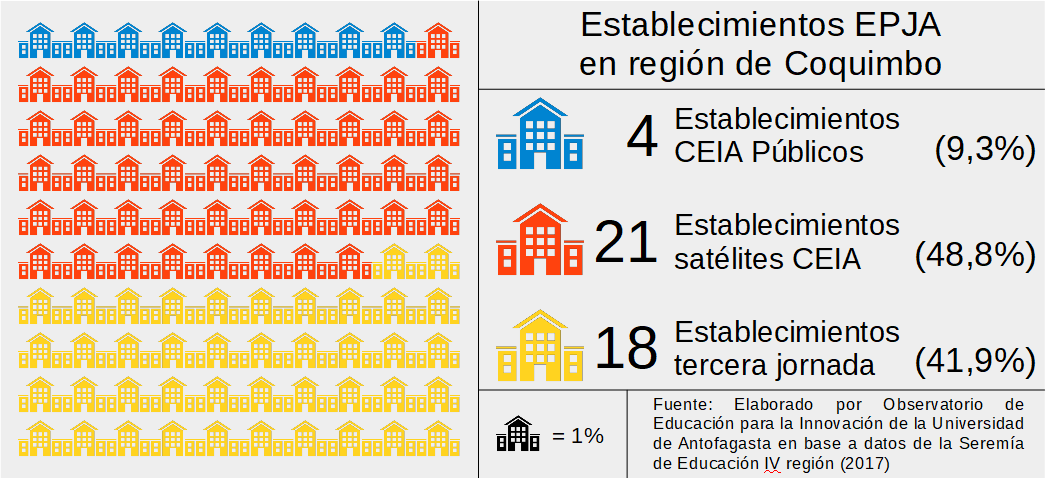 Establecimientos EPJA
en región de Coquimbo
4 Establecimientos
CEIA Públicos (9,3%)
21 Establecimientos
satélites CEIA (48,8%)
18 Establecimientos
tercera jornada (41,9%)
= 1%
Fuente: Elaborado por Observatorio de
Educación para la Innovación de la Universidad
de Antofagasta en base a datos de la Seremía
de Educación IV región (2017)